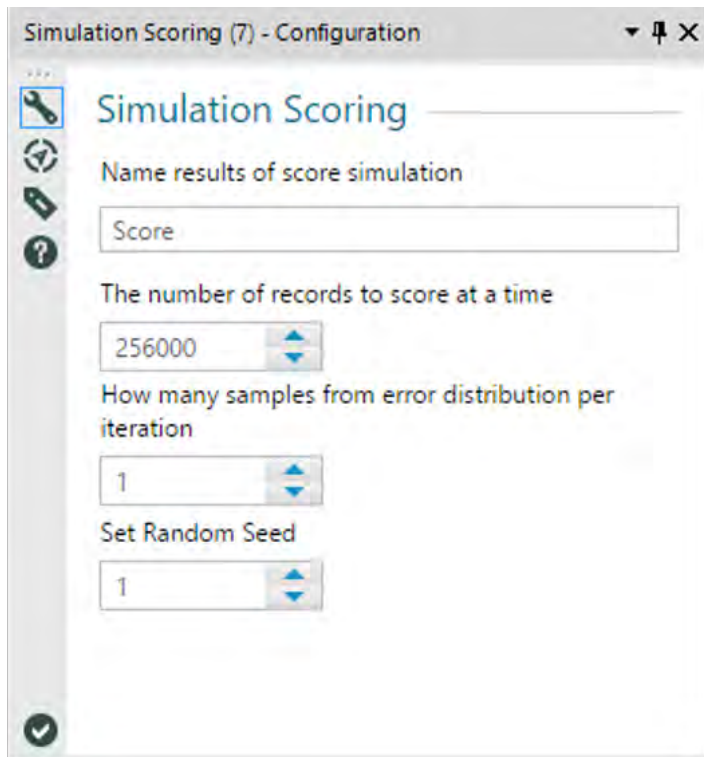 Simulation Scoring (7) - Configuration
Simulation Scoring
Name results of score simulation
Score
The number of records to score at a time
256000
How many samples from error distribution per
iteration
1
Set Random Seed
1